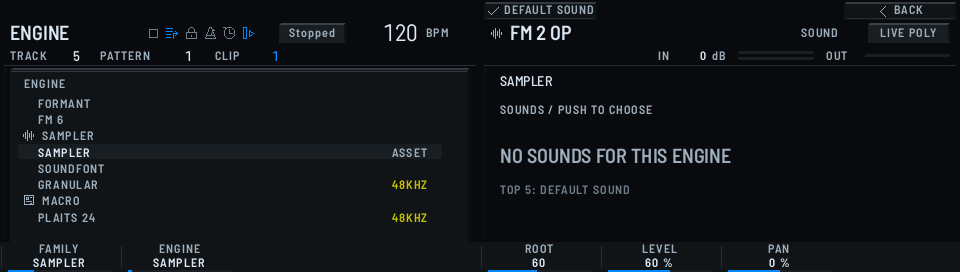 ENGINE
Stopped
120 BPM
TRACK 5 PATTERN 1 CLIP 1
ENGINE
FORMANT
FM 6
SAMPLER
SAMPLER ASSET
SOUNDFONT
GRANULAR 48KHZ
MACRO
PLAITS 24 48KHZ
FAMILY ENGINE
SAMPLER SAMPLER
DEFAULT SOUND BACK
FM 2 OP SOUND LIVE POLY
IN 0 dB OUT
SAMPLER
SOUNDS / PUSH TO CHOOSE
NO SOUNDS FOR THIS ENGINE
TOP 5: DEFAULT SOUND
ROOT LEVEL PAN
60 60 % 0 %